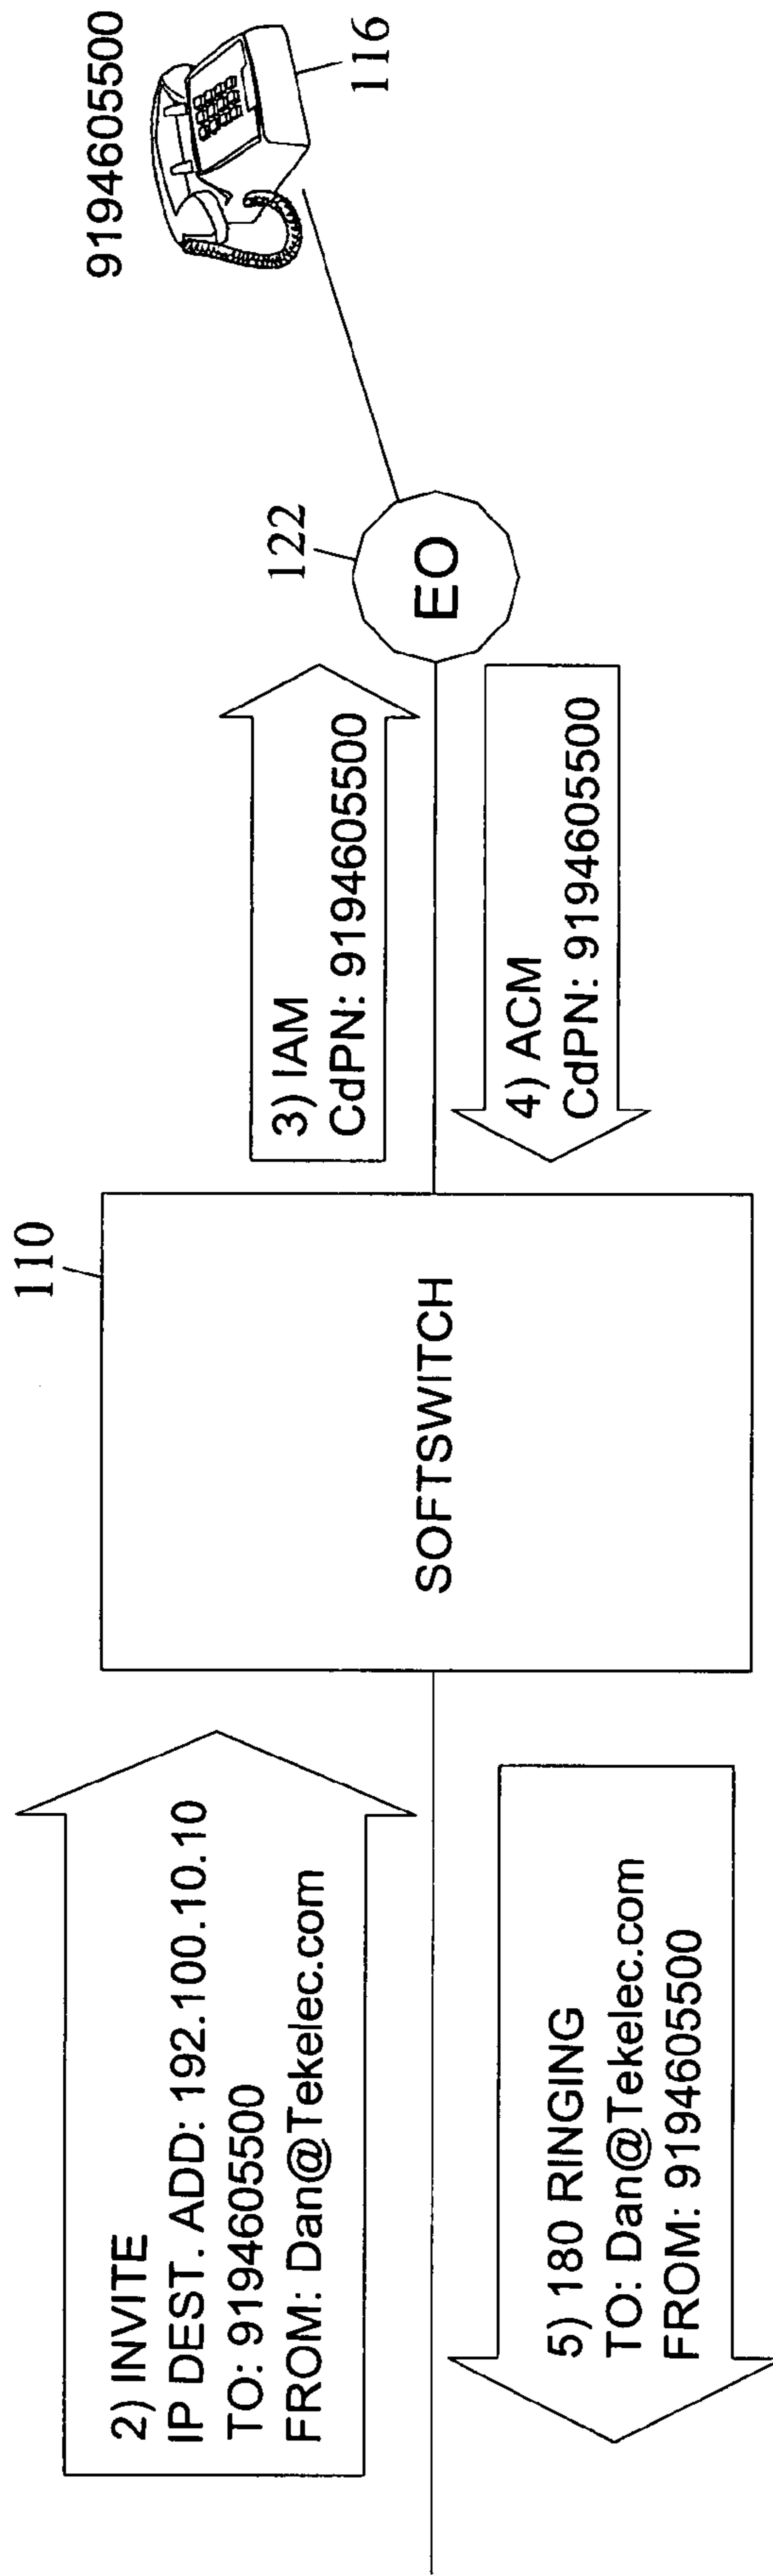 2) INVITE
IP DEST. ADD: 192.100.10.10
TO: 9194605500
FROM: Dan@Tekelec.com
5) 180 RINGING
TO: Dan@Tekelec.com
FROM: 9194605500
110
SOFTSWITCH
3) IAM
CdPN: 9194605500
4) ACM
CdPN: 9194605500
122
EO
9194605500
116